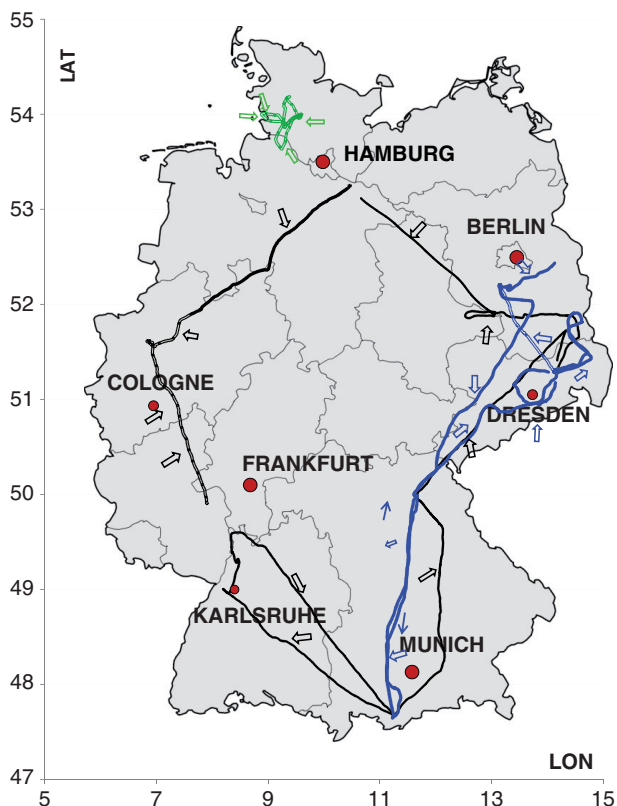 55
LAT
54
HAMBURG
53
BERLIN
52
51
COLOGNE
DRESDEN
FRANKFURT
50
49
KARLSRUHE
MUNICH
48
LON
47
5
7
9
11
13
15